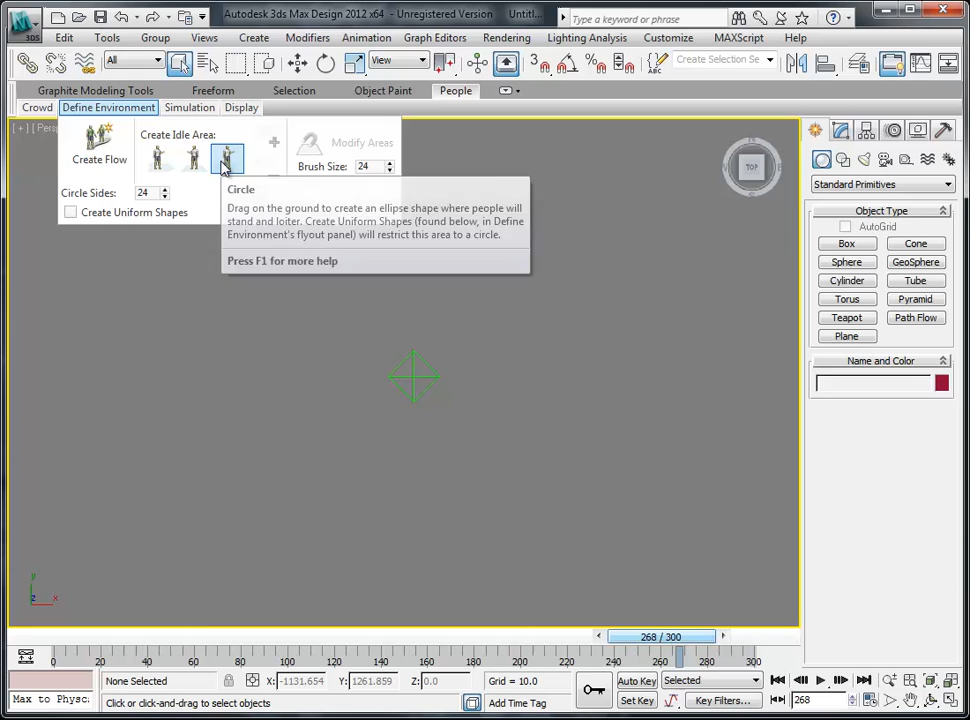 Autodesk 3ds Max Design 2012 x64 - Unregistered Version Untitl...
Type a keyword or phrase
3DS
Edit Tools Group Views Create Modifiers Animation Graph Editors Rendering Lighting Analysis Customize MAXScript Help
All
View
3
Create Selection Se
Graphite Modeling Tools Freeform Selection Object Paint People
Crowd Define Environment Simulation Display
Create Flow
Create Idle Area:
Modify Areas
Brush Size: 24
Circle Sides: 24
Create Uniform Shapes
Circle
Drag on the ground to create an ellipse shape where people will
stand and loiter. Create Uniform Shapes (found below, in Define
Environment's flyout panel) will restrict this area to a circle.
Press F1 for more help
[ + ] [ Persp
TOP
Standard Primitives
Object Type
AutoGrid
Box Cone
Sphere GeoSphere
Cylinder Tube
Torus Pyramid
Teapot Path Flow
Plane
Name and Color
y
z x
268 / 300
0 20 40 60 80 100 120 140 160 180 200 220 240 260 280 300
None Selected X: -1131.654 Y: 1261.859 Z: 0.0 Grid = 10.0 Auto Key Selected
Max to Physc: Click or click-and-drag to select objects Add Time Tag Set Key Key Filters... 268